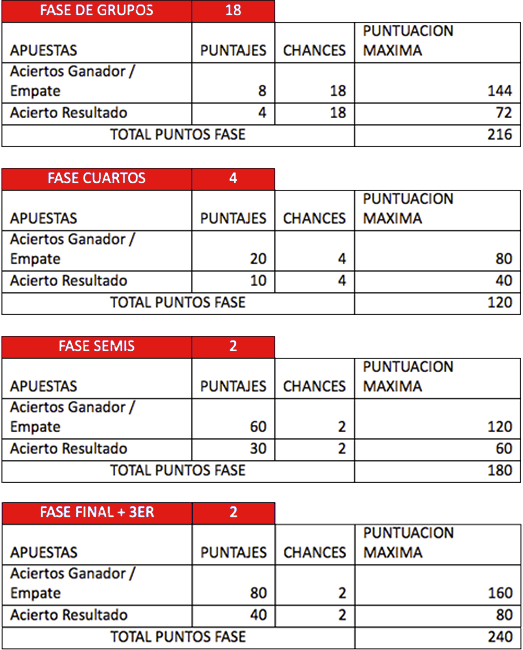 FASE DE GRUPOS 18
PUNTUACION
APUESTAS PUNTAJES CHANCES MAXIMA
Aciertos Ganador /
Empate 8 18 144
Acierto Resultado 4 18 72
TOTAL PUNTOS FASE 216
FASE CUARTOS 4
PUNTUACION
APUESTAS PUNTAJES CHANCES MAXIMA
Aciertos Ganador /
Empate 20 4 80
Acierto Resultado 10 4 40
TOTAL PUNTOS FASE 120
FASE SEMIS 2
PUNTUACION
APUESTAS PUNTAJES CHANCES MAXIMA
Aciertos Ganador /
Empate 60 2 120
Acierto Resultado 30 2 60
TOTAL PUNTOS FASE 180
FASE FINAL + 3ER 2
PUNTUACION
APUESTAS PUNTAJES CHANCES MAXIMA
Aciertos Ganador /
Empate 80 2 160
Acierto Resultado 40 2 80
TOTAL PUNTOS FASE 240